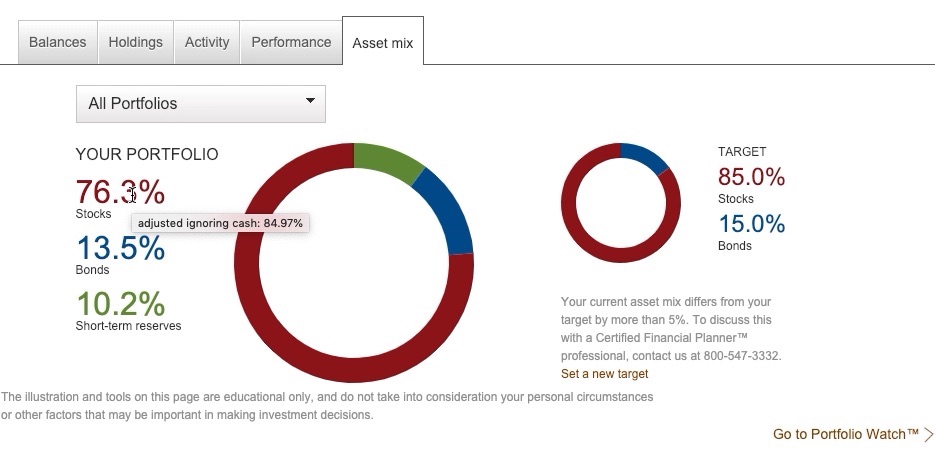 Balances
Holdings
Activity
Performance
Asset mix
All Portfolios
YOUR PORTFOLIO
76.3%
Stocks
adjusted ignoring cash: 84.97%
13.5%
Bonds
10.2%
Short-term reserves
TARGET
85.0%
Stocks
15.0%
Bonds
Your current asset mix differs from your
target by more than 5%. To discuss this
with a Certified Financial Planner™
professional, contact us at 800-547-3332.
Set a new target
The illustration and tools on this page are educational only, and do not take into consideration your personal circumstances
or other factors that may be important in making investment decisions.
Go to Portfolio Watch™